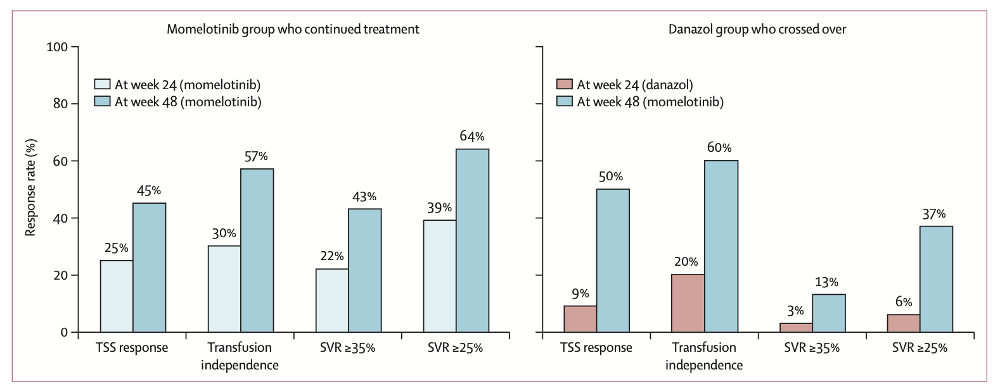 Momelotinib group who continued treatment
100
80
60
40
20
0
Response rate (%)
At week 24 (momelotinib)
At week 48 (momelotinib)
25%
45%
30%
57%
22%
43%
39%
64%
TSS response
Transfusion
independence
SVR ≥35%
SVR ≥25%
Danazol group who crossed over
At week 24 (danazol)
At week 48 (momelotinib)
9%
50%
20%
60%
3%
13%
6%
37%
TSS response
Transfusion
independence
SVR ≥35%
SVR ≥25%